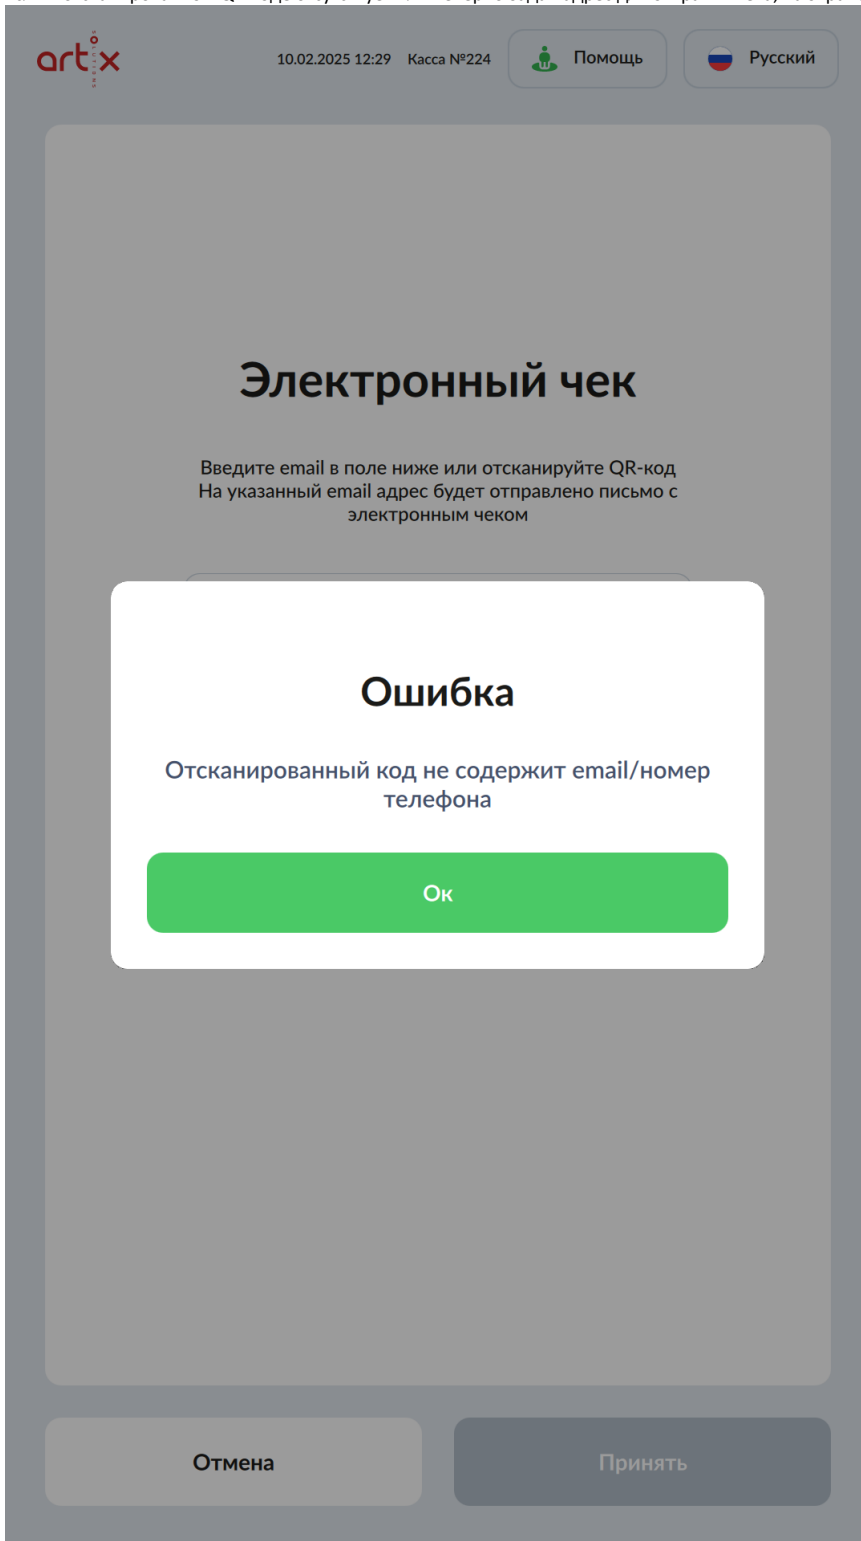 artix
SOLUTIONS
10.02.2025 12:29 Касса №224 Помощь Русский
Электронный чек
Введите email в поле ниже или отсканируйте QR-код
На указанный email адрес будет отправлено письмо с
электронным чеком
Ошибка
Отсканированный код не содержит email/номер
телефона
Ок
Отмена Принять